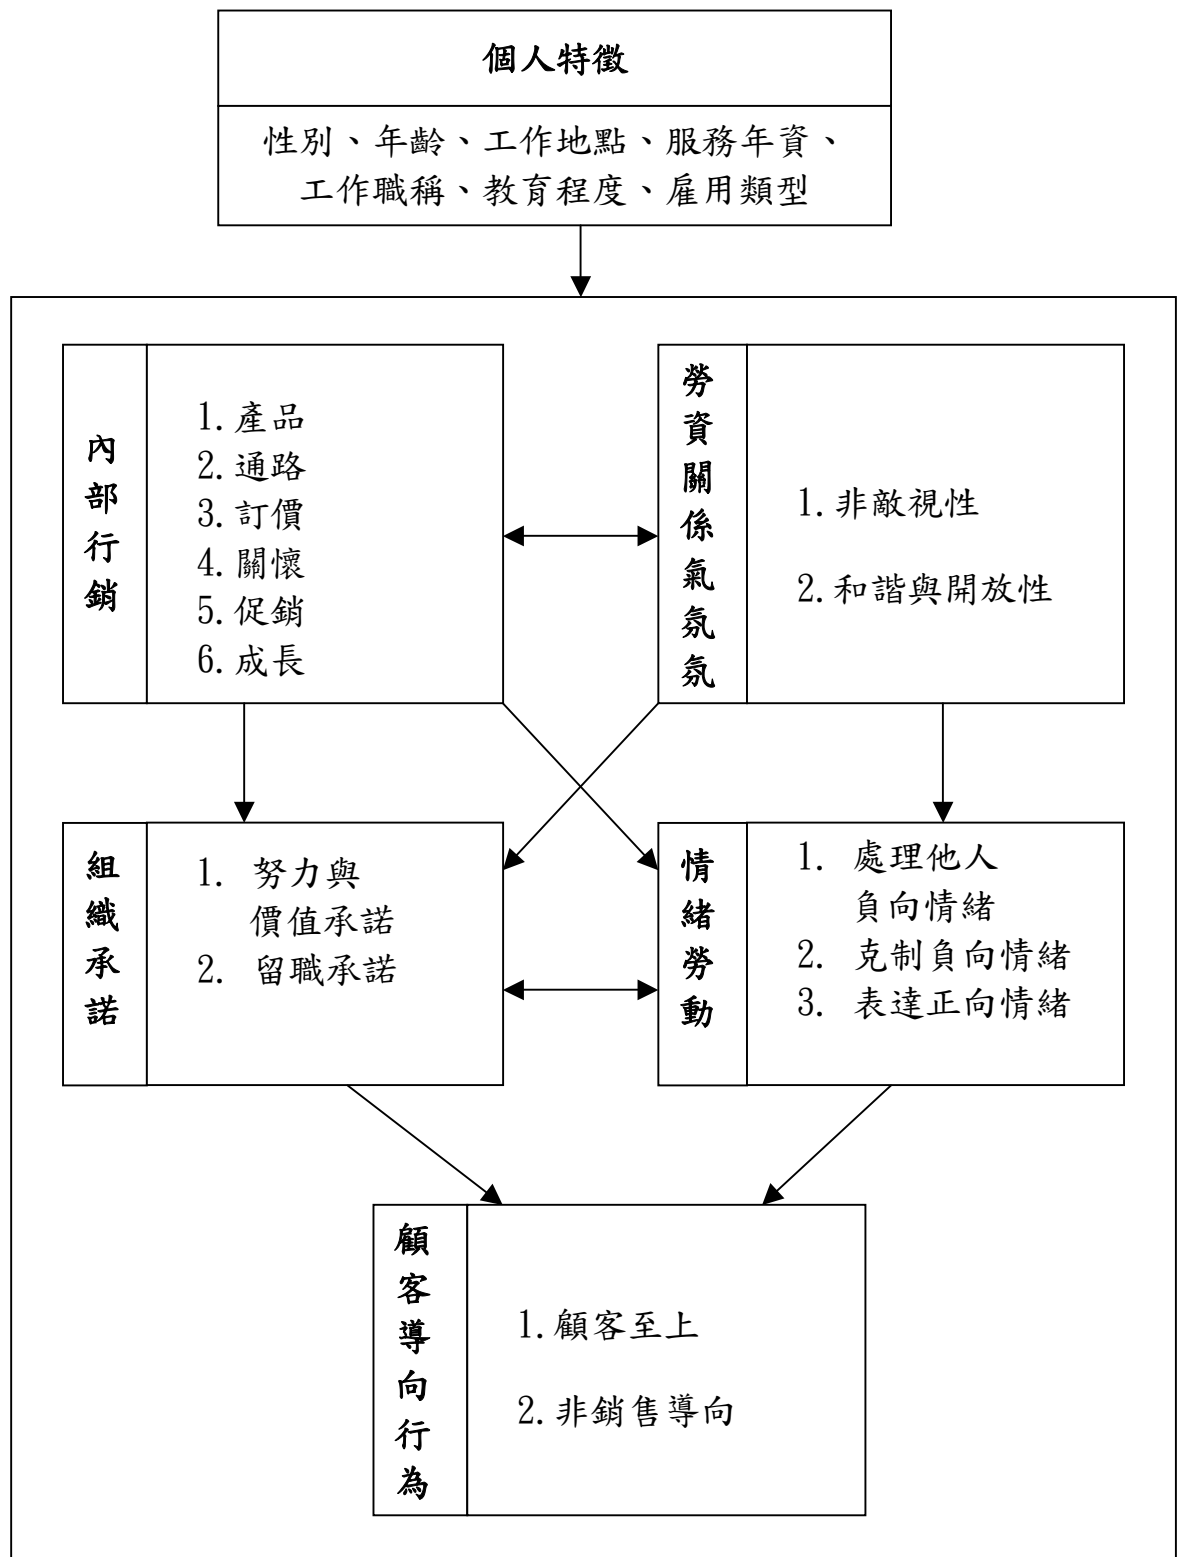 個人特徵
性別、年齡、工作地點、服務年資、
工作職稱、教育程度、雇用類型
內部行銷
1.產品
2.通路
3.訂價
4.關懷
5.促銷
6.成長
勞資關係氣氛氛
1.非敵視性
2.和諧與開放性
組織承諾
1. 努力與
價值承諾
2. 留職承諾
情緒勞動
1. 處理他人
負向情緒
2. 克制負向情緒
3. 表達正向情緒
顧客導向行為
1.顧客至上
2.非銷售導向